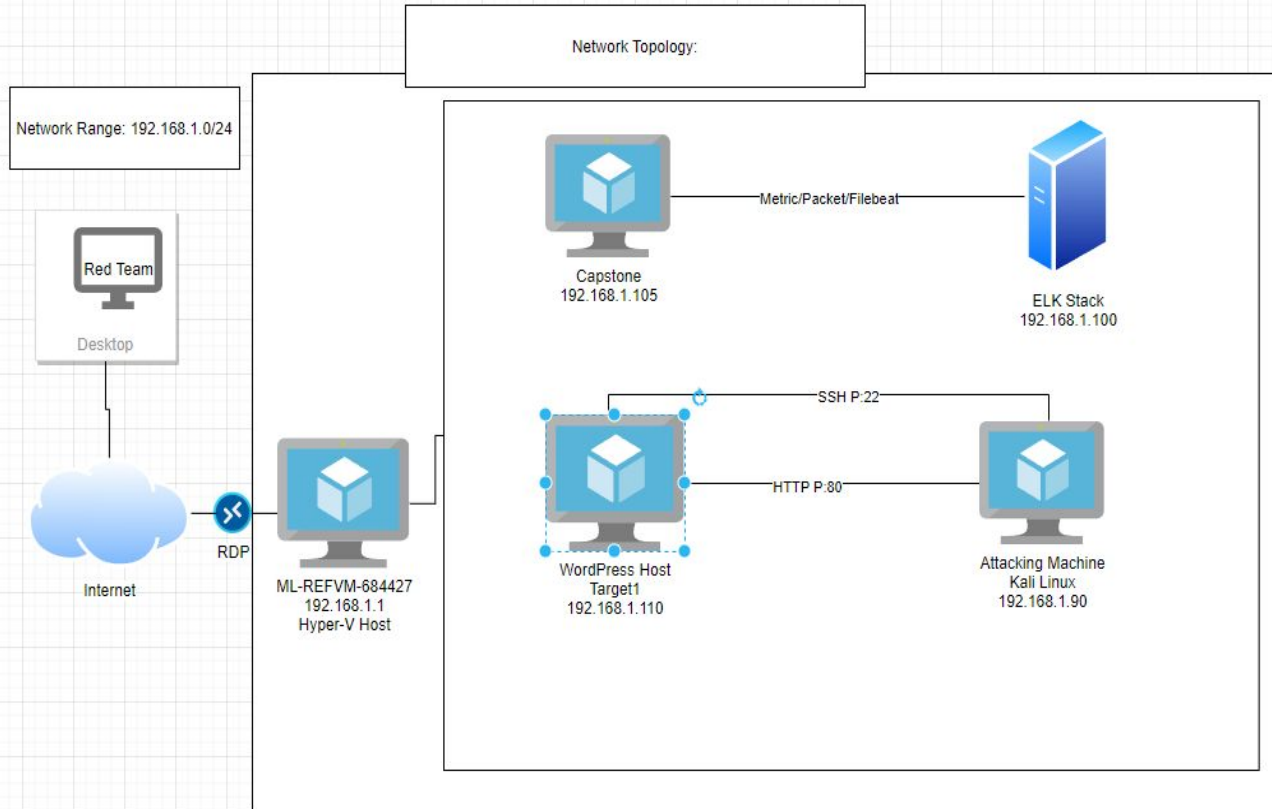 Network Topology:
Network Range: 192.168.1.0/24
Red Team
Desktop
Internet
RDP
ML-REFVM-684427
192.168.1.1
Hyper-V Host
Capstone
192.168.1.105
Metric/Packet/Filebeat
ELK Stack
192.168.1.100
SSH P:22
HTTP P:80
WordPress Host
Target1
192.168.1.110
Attacking Machine
Kali Linux
192.168.1.90